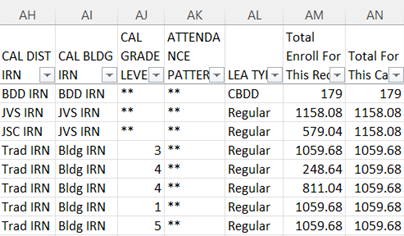 AH AI AJ AK AL AM AN
CAL ATTENDA Total
CAL DIST CAL BLDG GRADE NCE Enroll For Total For
IRN IRN LEVE PATTER LEA TYI This Rec This Ca
BDD IRN BDD IRN ** ** CBDD 179 179
JVS IRN JVS IRN ** ** Regular 1158.08 1158.08
JSC IRN JVS IRN ** ** Regular 579.04 1158.08
Trad IRN Bldg IRN 3 ** Regular 1059.68 1059.68
Trad IRN Bldg IRN 4 ** Regular 248.64 1059.68
Trad IRN Bldg IRN 4 ** Regular 811.04 1059.68
Trad IRN Bldg IRN 1 ** Regular 1059.68 1059.68
Trad IRN Bldg IRN 5 ** Regular 1059.68 1059.68